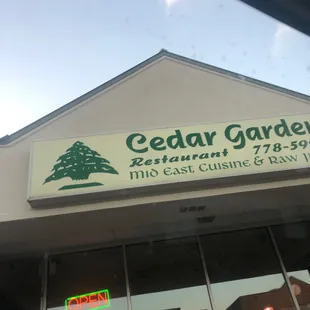 Cedar Garden
Restaurant 778-59
Mid East Cuisine & Raw
OPEN